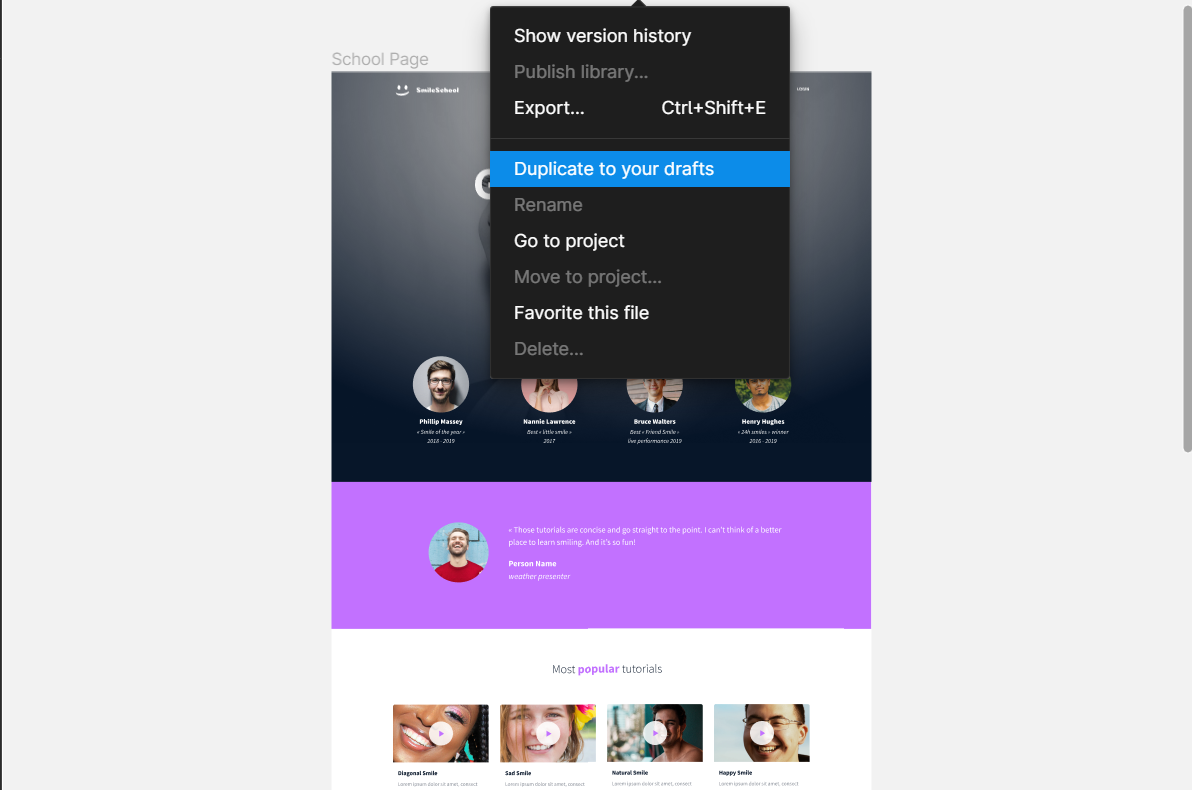 Show version history
Publish library...
Export... Ctrl+Shift+E
Duplicate to your drafts
Rename
Go to project
Move to project...
Favorite this file
Delete...
School Page
SmileSchool
LOGIN
Phillip Massey
« Smile of the year »
2018 - 2019
Nannie Lawrence
Best « little smile »
2017
Bruce Walters
Best « Friend Smile »
live performance 2019
Henry Hughes
« 24h smiles » winner
2016 - 2019
« Those tutorials are concise and go straight to the point. I can't think of a better
place to learn smiling. And it's so fun!
Person Name
weather presenter
Most popular tutorials
Diagonal Smile
Lorem ipsum dolor sit amet, consect
Sad Smile
Lorem ipsum dolor sit amet, consect
Natural Smile
Lorem ipsum dolor sit amet, consect
Happy Smile
Lorem ipsum dolor sit amet, consect